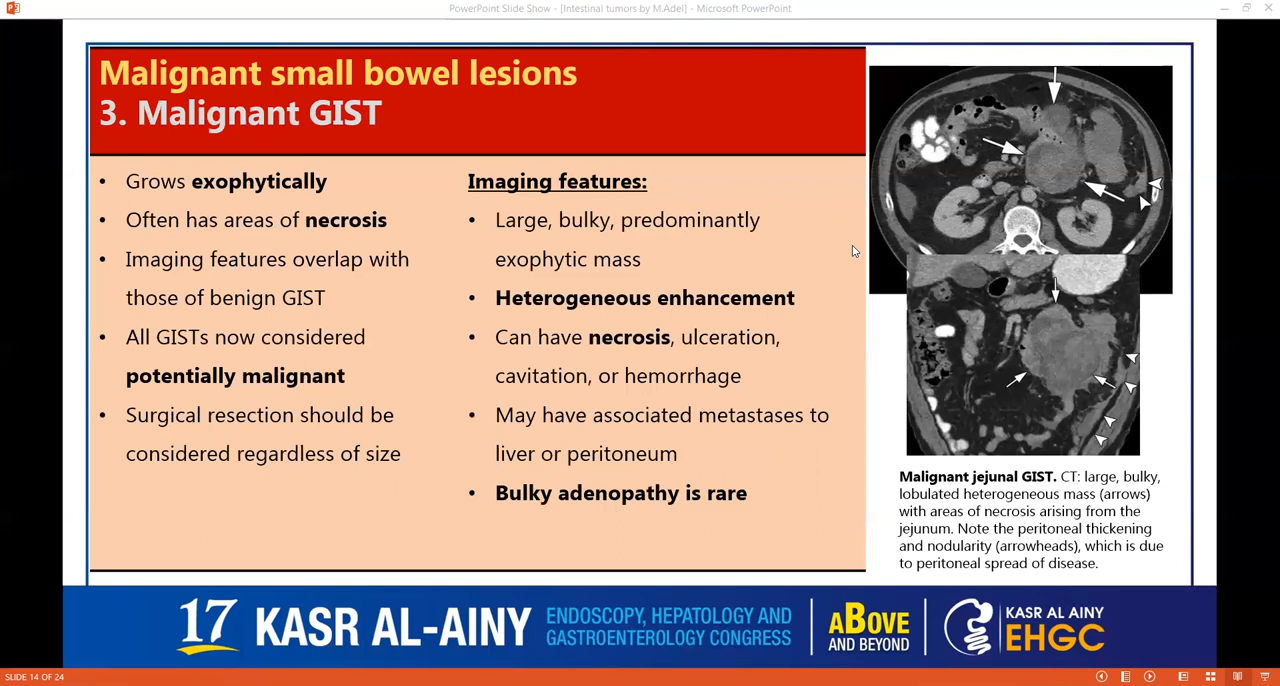 PowerPoint Slide Show - [Intestinal tumors by M.Adel] - Microsoft PowerPoint
Malignant small bowel lesions
3. Malignant GIST
• Grows exophytically
• Often has areas of necrosis
• Imaging features overlap with
those of benign GIST
• All GISTs now considered
potentially malignant
• Surgical resection should be
considered regardless of size
Imaging features:
• Large, bulky, predominantly
exophytic mass
• Heterogeneous enhancement
• Can have necrosis, ulceration,
cavitation, or hemorrhage
• May have associated metastases to
liver or peritoneum
• Bulky adenopathy is rare
Malignant jejunal GIST. CT: large, bulky,
lobulated heterogeneous mass (arrows)
with areas of necrosis arising from the
jejunum. Note the peritoneal thickening
and nodularity (arrowheads), which is due
to peritoneal spread of disease.
17 KASR AL-AINY
ENDOSCOPY, HEPATOLOGY AND
GASTROENTEROLOGY CONGRESS
ABOVE
AND BEYOND
KASR AL AINY
EHGC
SLIDE 14 OF 24